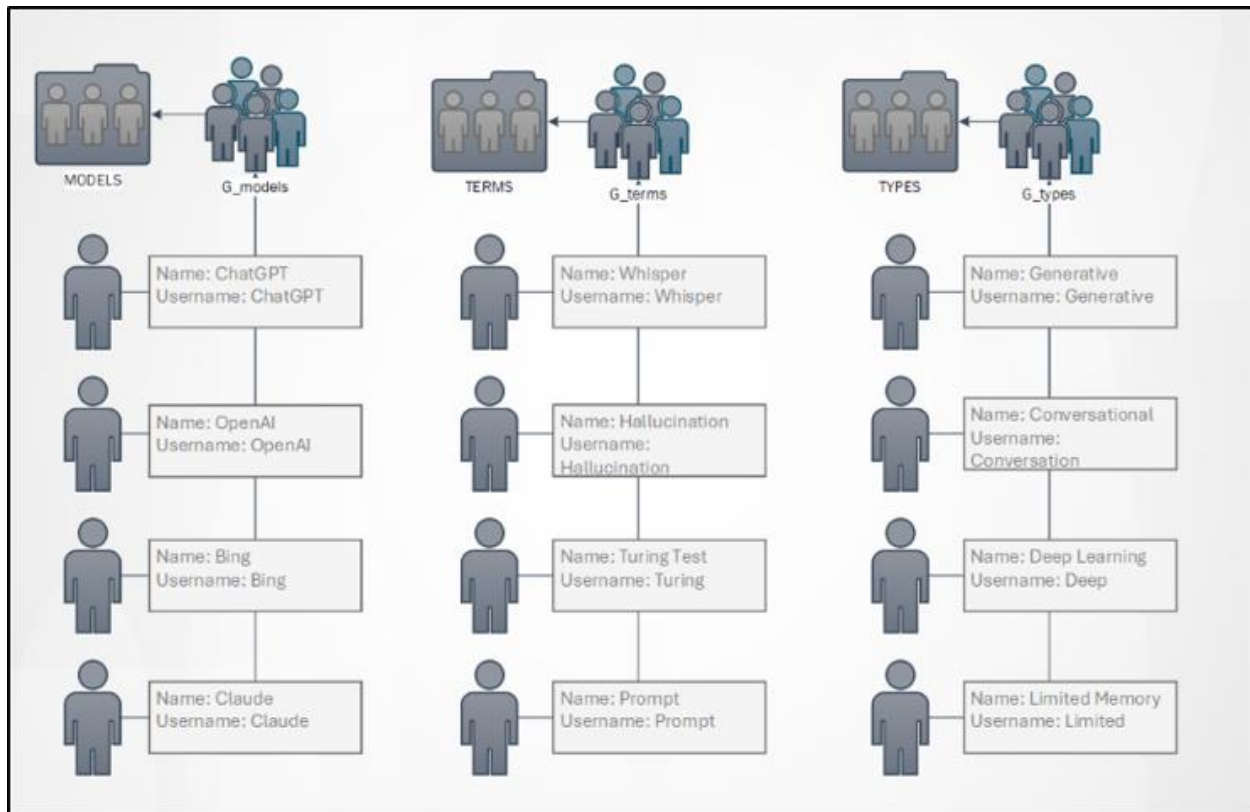 MODELS
G_models
Name: ChatGPT
Username: ChatGPT
Name: OpenAI
Username: OpenAI
Name: Bing
Username: Bing
Name: Claude
Username: Claude
TERMS
G_terms
Name: Whisper
Username: Whisper
Name: Hallucination
Username:
Hallucination
Name: Turing Test
Username: Turing
Name: Prompt
Username: Prompt
TYPES
G_types
Name: Generative
Username: Generative
Name: Conversational
Username:
Conversation
Name: Deep Learning
Username: Deep
Name: Limited Memory
Username: Limited